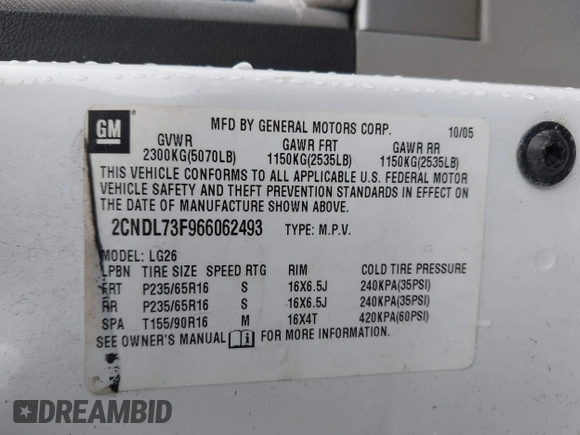 GM
MFD BY GENERAL MOTORS CORP. 10/05
GVWR GAWR FRT GAWR RR
2300KG(5070LB) 1150KG(2535LB) 1150KG(2535LB)
THIS VEHICLE CONFORMS TO ALL APPLICABLE U.S. FEDERAL MOTOR
VEHICLE SAFETY AND THEFT PREVENTION STANDARDS IN EFFECT ON
THE DATE OF MANUFACTURE SHOWN ABOVE.
2CNDL73F966062493 TYPE: M.P.V.
MODEL: LG26
LPBN TIRE SIZE SPEED RTG RIM COLD TIRE PRESSURE
FRT P235/65R16 S 16X6.5J 240KPA(35PSI)
RR P235/65R16 S 16X6.5J 240KPA(35PSI)
SPA T155/90R16 M 16X4T 420KPA(60PSI)
SEE OWNER'S MANUAL FOR MORE INFORMATION.
DREAMBID